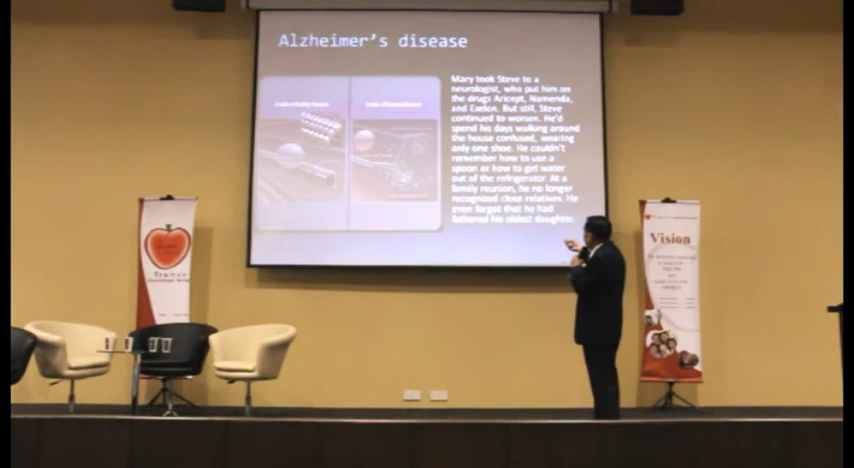 Alzheimer's disease
Mary took Steve to a
neurologist, who put him on
the drugs Aricept, Namenda,
and Exelon. But still, Steve
continued to worsen. He'd
spend his days walking around
the house confused, wearing
only one shoe. He couldn't
remember how to use a
spoon or how to get water
out of the refrigerator. At a
family reunion, he no longer
recognized close relatives. He
even forgot that he had
fathered his oldest daughter.
Vision